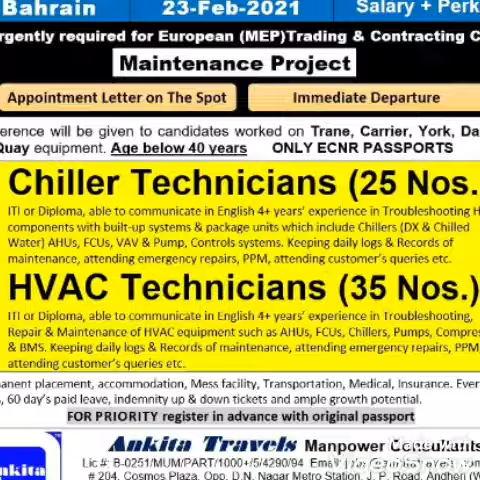 Bahrain 23-Feb-2021 Salary + Perk
rgently required for European (MEP)Trading & Contracting C
Maintenance Project
Appointment Letter on The Spot Immediate Departure
erence will be given to candidates worked on Trane, Carrier, York, Da
Quay equipment. Age below 40 years ONLY ECNR PASSPORTS
Chiller Technicians (25 Nos.
ITI or Diploma, able to communicate in English 4+ years' experience in Troubleshooting H
components with built-up systems & package units which include Chillers (DX & Chilled
Water) AHUs, FCUs, VAV & Pump, Controls systems. Keeping daily logs & Records of
maintenance, attending emergency repairs, PPM, attending customer's queries etc.
HVAC Technicians (35 Nos.)
ITI or Diploma, able to communicate in English 4+ years' experience in Troubleshooting,
Repair & Maintenance of HVAC equipment such as AHUs, FCUs, Chillers, Pumps, Compres
& BMS. Keeping daily logs & Records of maintenance, attending emergency repairs, PPM
attending customer's queries etc.
anent placement, accommodation, Mess facility, Transportation, Medical, Insurance. Ever
, 60 day's paid leave, indemnity up & down tickets and ample growth potential.
FOR PRIORITY register in advance with original passport
Ankita Travels Manpower Consultants
Lic #: B-0251/MUM/PART/1000+/5/4290/94 Email
# 204, Cosmos Plaza, Opp. D.N. Nagar Metro Station, J. P. Road, Andheri (W
nkita